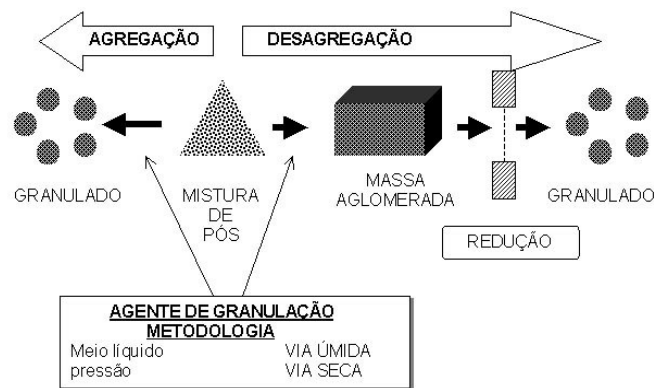 AGREGAÇÃO
DESAGREGAÇÃO
GRANULADO
MISTURA
DE
PÓS
MASSA
AGLOMERADA
GRANULADO
REDUÇÃO
AGENTE DE GRANULAÇÃO
METODOLOGIA
Meio líquido VIA ÚMIDA
pressão VIA SECA